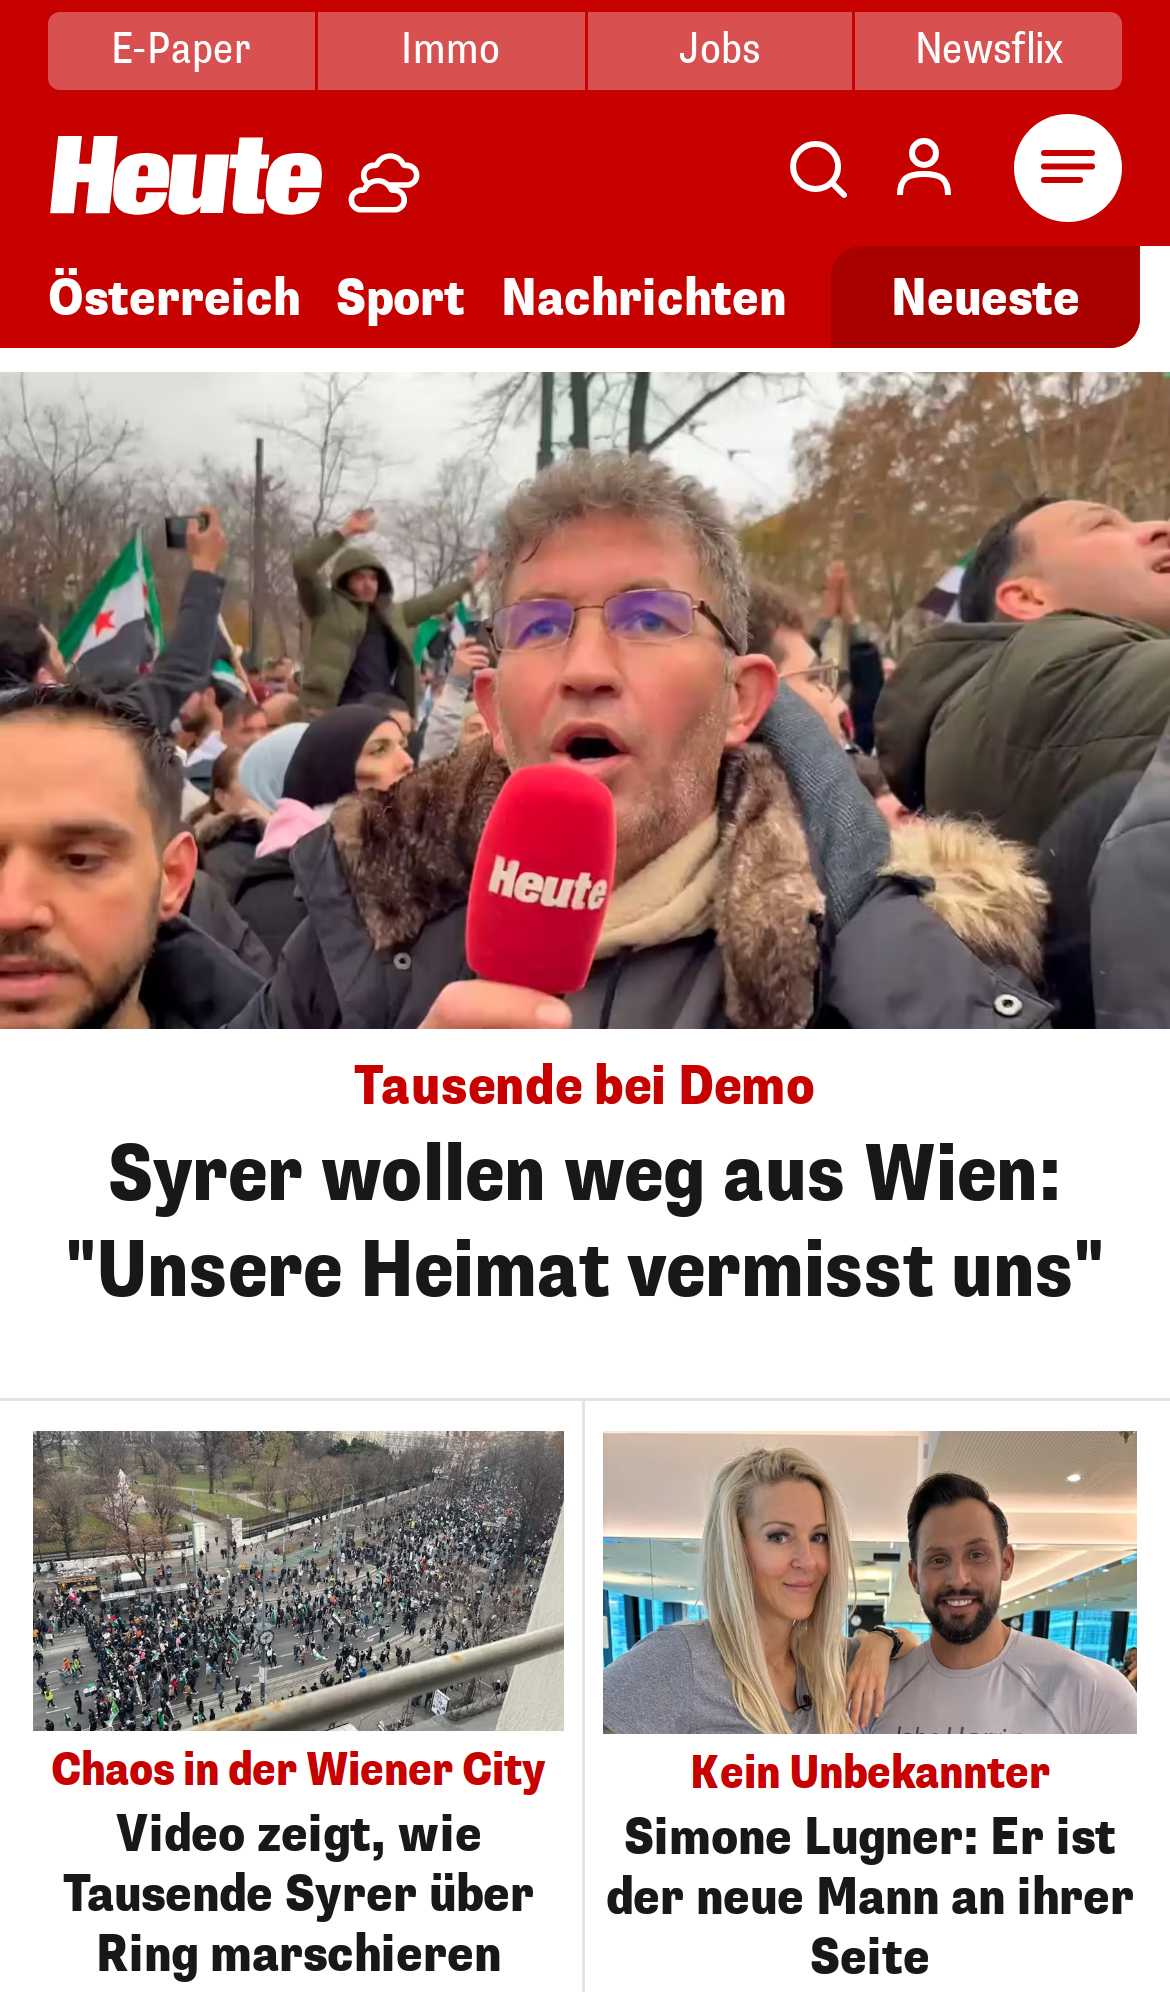 E-Paper
Immo
Jobs
Newsflix
Heute
Österreich
Sport
Nachrichten
Neueste
Heute
Tausende bei Demo
Syrer wollen weg aus Wien:
"Unsere Heimat vermisst uns"
Chaos in der Wiener City
Video zeigt, wie
Tausende Syrer über
Ring marschieren
Kein Unbekannter
Simone Lugner: Er ist
der neue Mann an ihrer
Seite